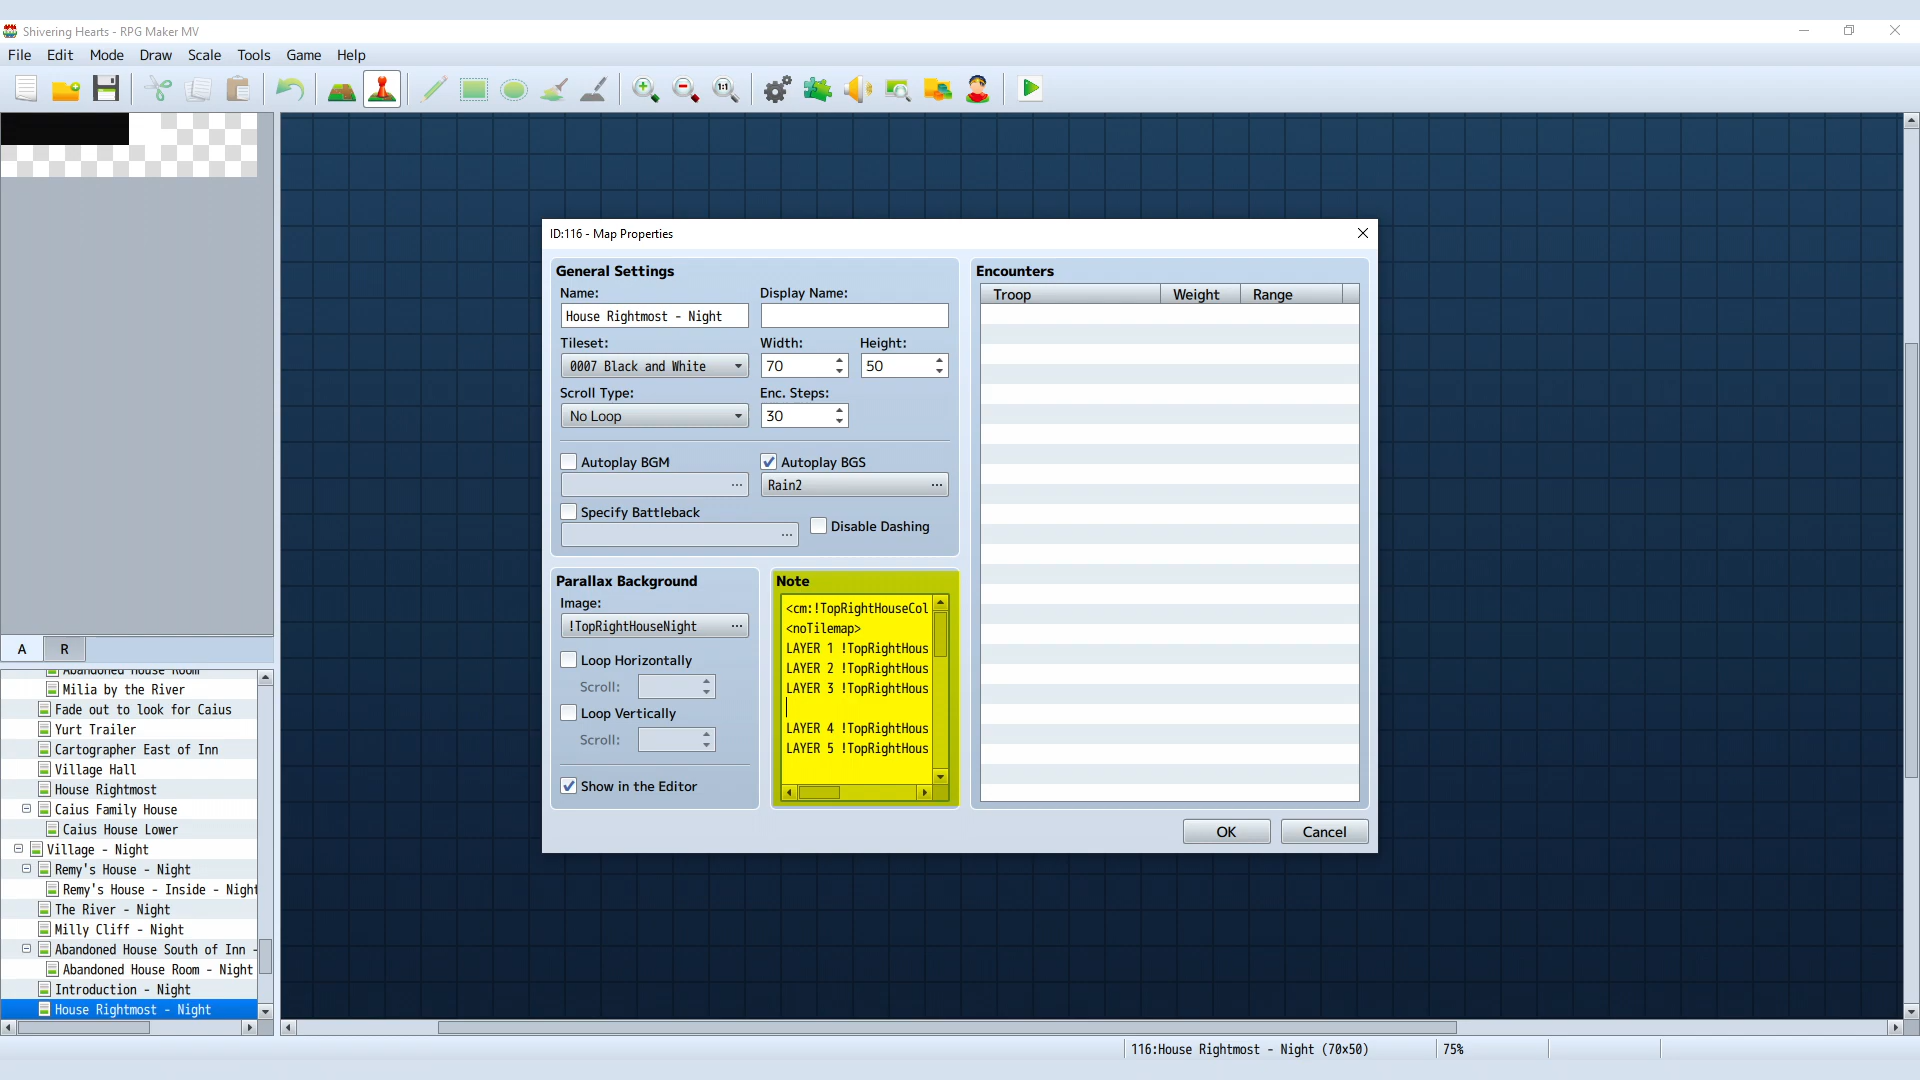 Shivering Hearts - RPG Maker MV
File Edit Mode Draw Scale Tools Game Help
1:1
A R
Milia by the River
Fade out to look for Caius
Yurt Trailer
Cartographer East of Inn
Village Hall
House Rightmost
Caius Family House
Caius House Lower
Village - Night
Remy's House - Night
Remy's House - Inside - Night
The River - Night
Milly Cliff - Night
Abandoned House South of Inn -
Abandoned House Room - Night
Introduction - Night
House Rightmost - Night
ID:116 - Map Properties
General Settings
Name: Display Name:
House Rightmost - Night
Tileset: Width: Height:
0007 Black and White 70 50
Scroll Type: Enc. Steps:
No Loop 30
Autoplay BGM Autoplay BGS
... Rain2 ...
Specify Battleback
... Disable Dashing
Parallax Background
Image:
!TopRightHouseNight ...
Loop Horizontally
Scroll:
Loop Vertically
Scroll:
Show in the Editor
Note
<cm:!TopRightHouseCol
<noTilemap>
LAYER 1 !TopRightHous
LAYER 2 !TopRightHous
LAYER 3 !TopRightHous
LAYER 4 !TopRightHous
LAYER 5 !TopRightHous
Encounters
Troop Weight Range
OK Cancel
116:House Rightmost - Night (70x50) 75%